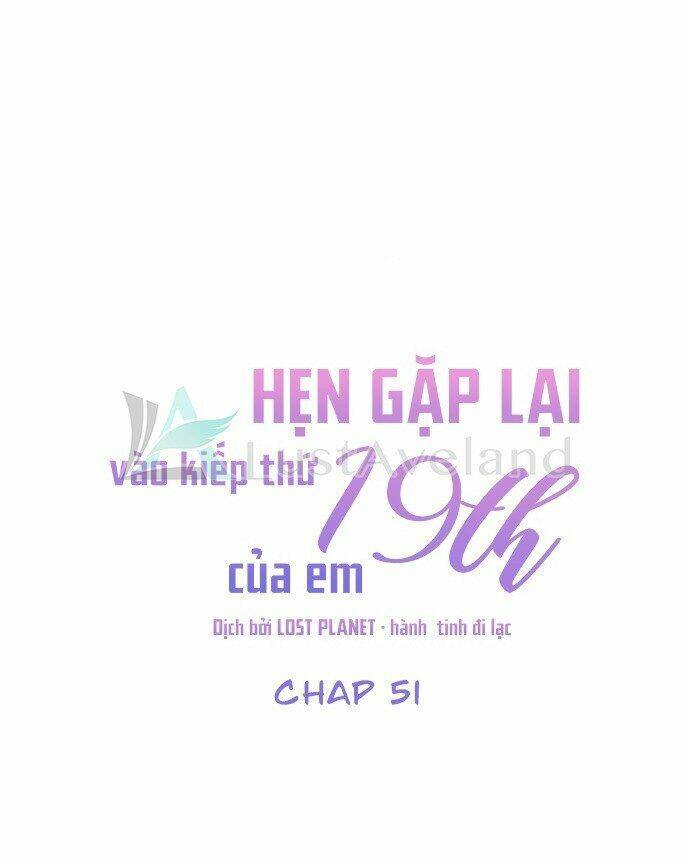 HẸN GẶP LẠI
LustAveland
vào kiếp thứ 19th
của em
Dịch bởi LOST PLANET · hành tinh đi lạc
CHAP 51